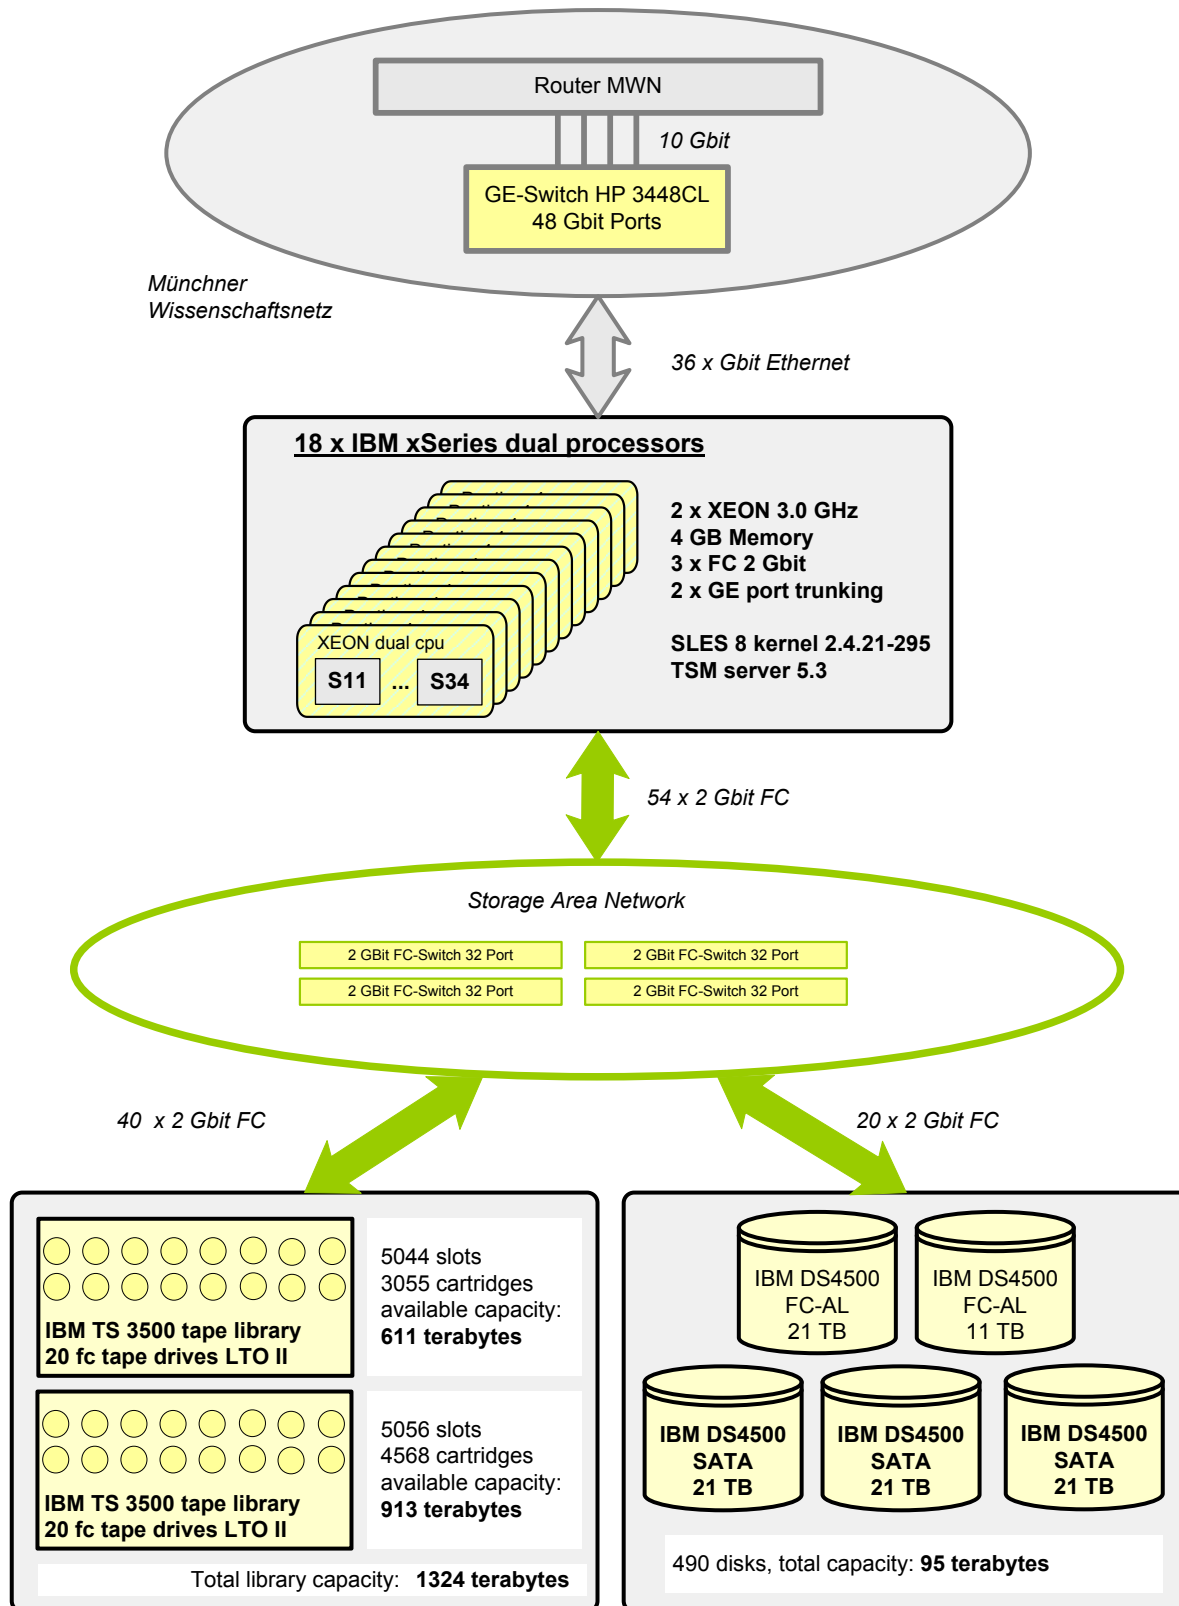 Router MWN
10 Gbit
GE-Switch HP 3448CL
48 Gbit Ports
Münchner
Wissenschaftsnetz
36 x Gbit Ethernet
18 x IBM xSeries dual processors
2 x XEON 3.0 GHz
4 GB Memory
3 x FC 2 Gbit
2 x GE port trunking
SLES 8 kernel 2.4.21-295
TSM server 5.3
XEON dual cpu
S11 ... S34
54 x 2 Gbit FC
Storage Area Network
2 GBit FC-Switch 32 Port
2 GBit FC-Switch 32 Port
2 GBit FC-Switch 32 Port
2 GBit FC-Switch 32 Port
40 x 2 Gbit FC
20 x 2 Gbit FC
IBM TS 3500 tape library
20 fc tape drives LTO II
5044 slots
3055 cartridges
available capacity:
611 terabytes
IBM TS 3500 tape library
20 fc tape drives LTO II
5056 slots
4568 cartridges
available capacity:
913 terabytes
Total library capacity: 1324 terabytes
IBM DS4500
FC-AL
21 TB
IBM DS4500
FC-AL
11 TB
IBM DS4500
SATA
21 TB
IBM DS4500
SATA
21 TB
IBM DS4500
SATA
21 TB
490 disks, total capacity: 95 terabytes